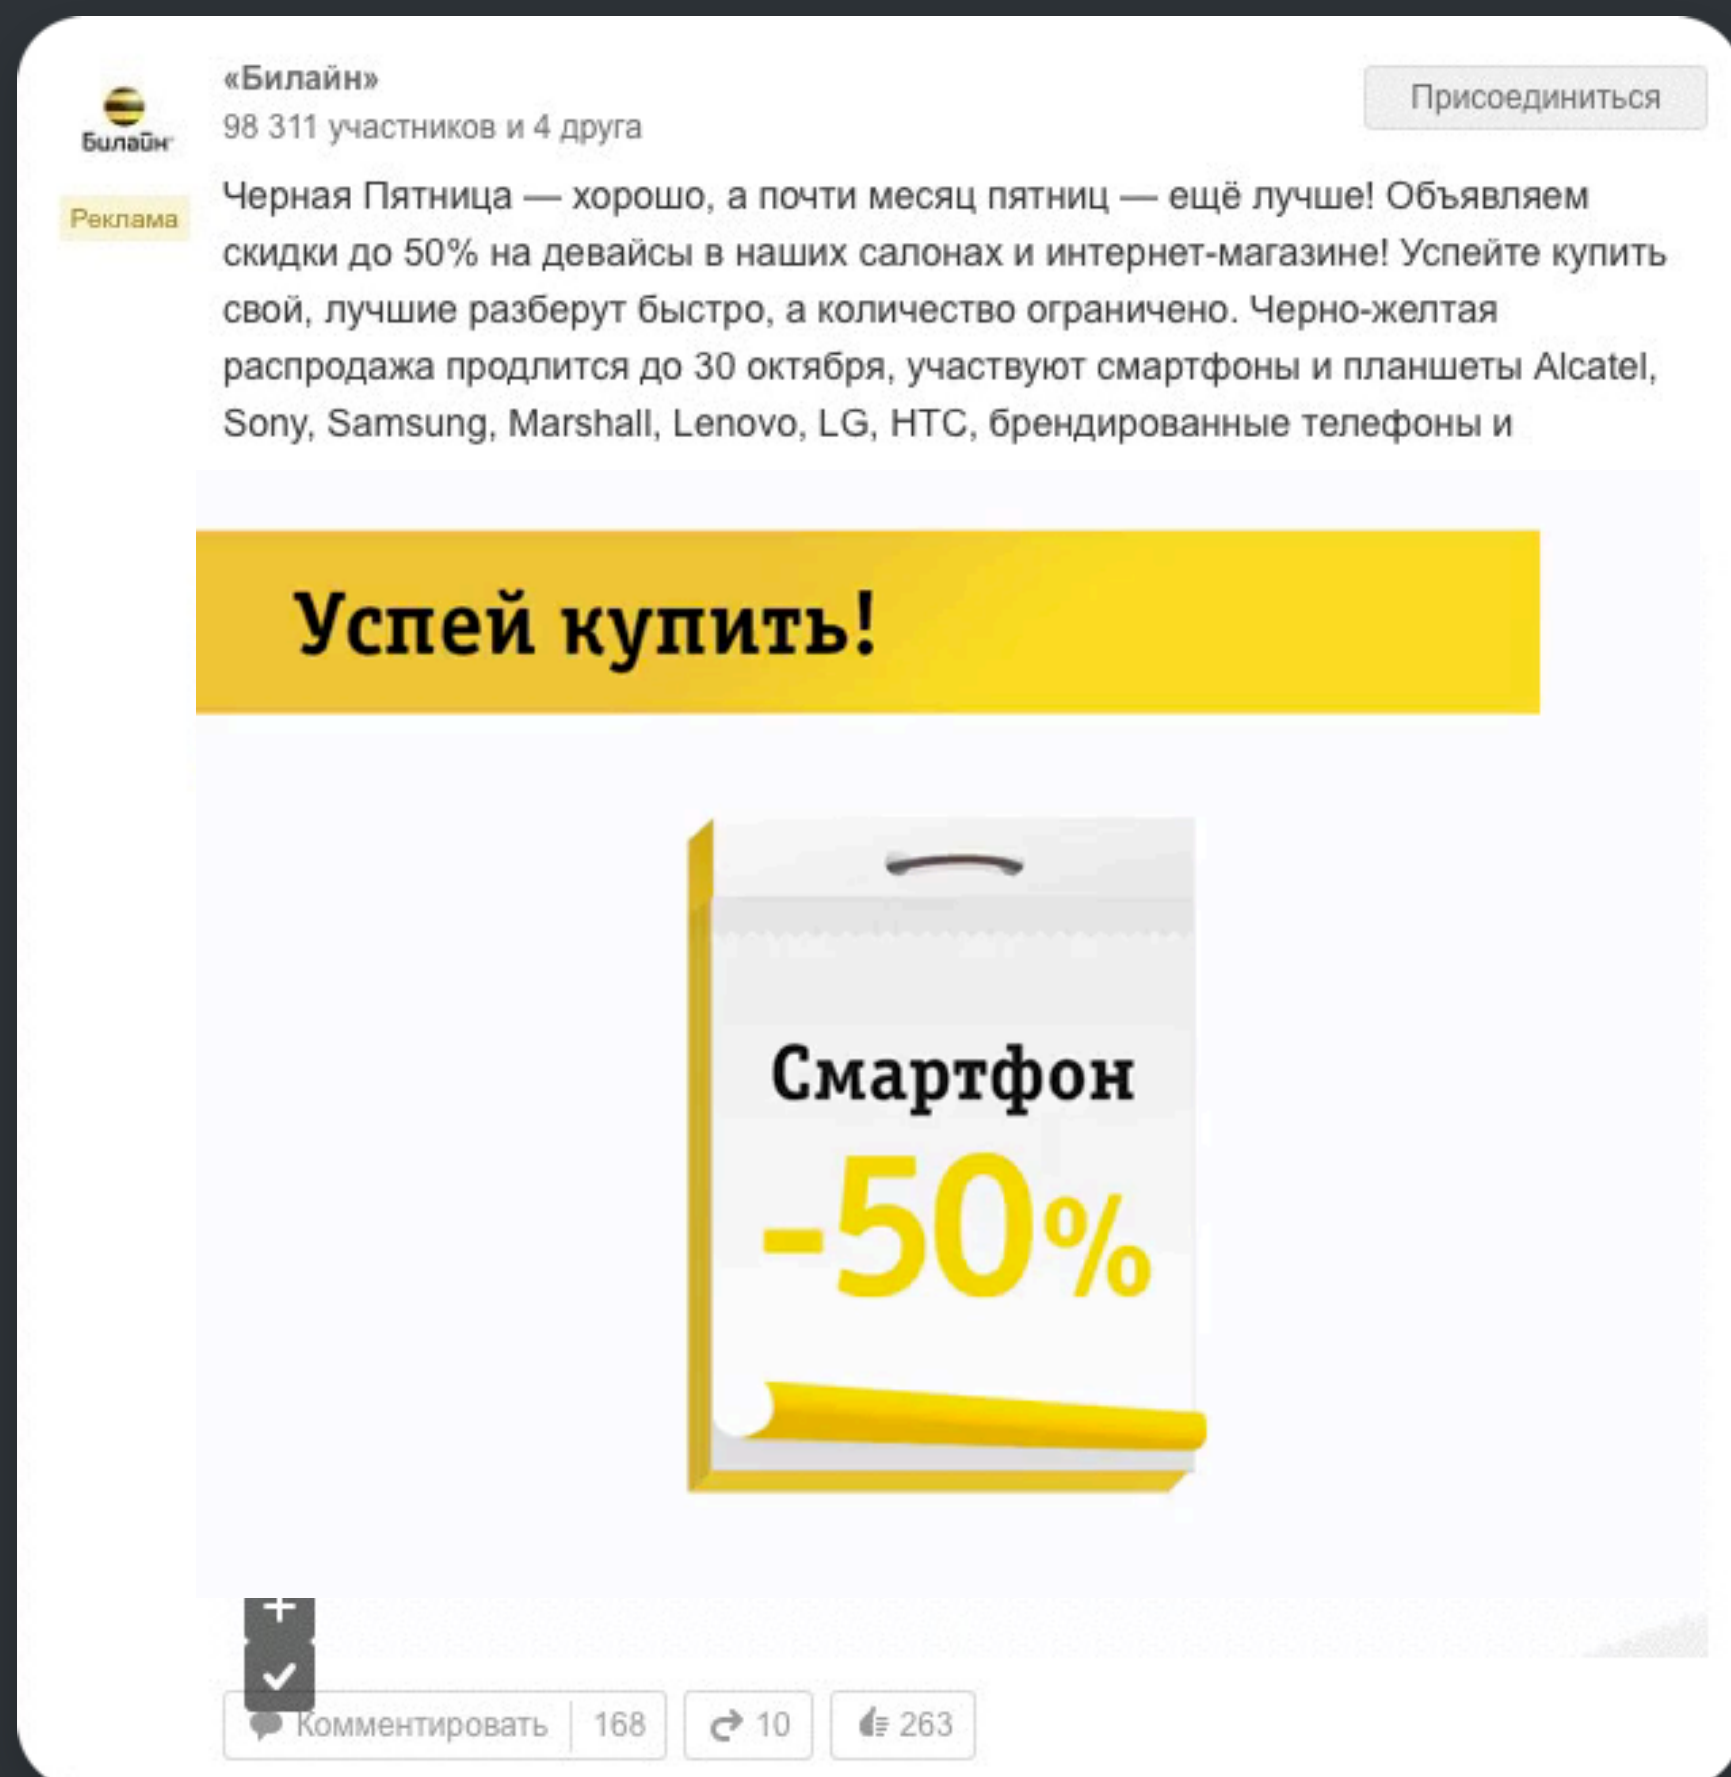 «Билайн»
98 311 участников и 4 друга
Присоединиться
Билайн
Реклама
Черная Пятница — хорошо, а почти месяц пятниц — ещё лучше! Объявляем
скидки до 50% на девайсы в наших салонах и интернет-магазине! Успейте купить
свой, лучшие разберут быстро, а количество ограничено. Черно-желтая
распродажа продлится до 30 октября, участвуют смартфоны и планшеты Alcatel,
Sony, Samsung, Marshall, Lenovo, LG, HTC, брендированные телефоны и
Успей купить!
Смартфон
-50%
Комментировать 168 10 263